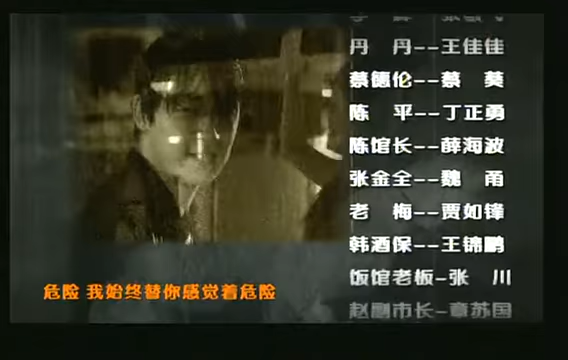 丹　丹--王佳佳
蔡德伦--蔡　葵
陈　平--丁正勇
陈馆长--薛海波
张金全--魏　甬
老　梅--贾如锋
韩酒保--王锦鹏
饭馆老板-张　川
赵副市长-章苏国
危险 我始终替你感觉着危险